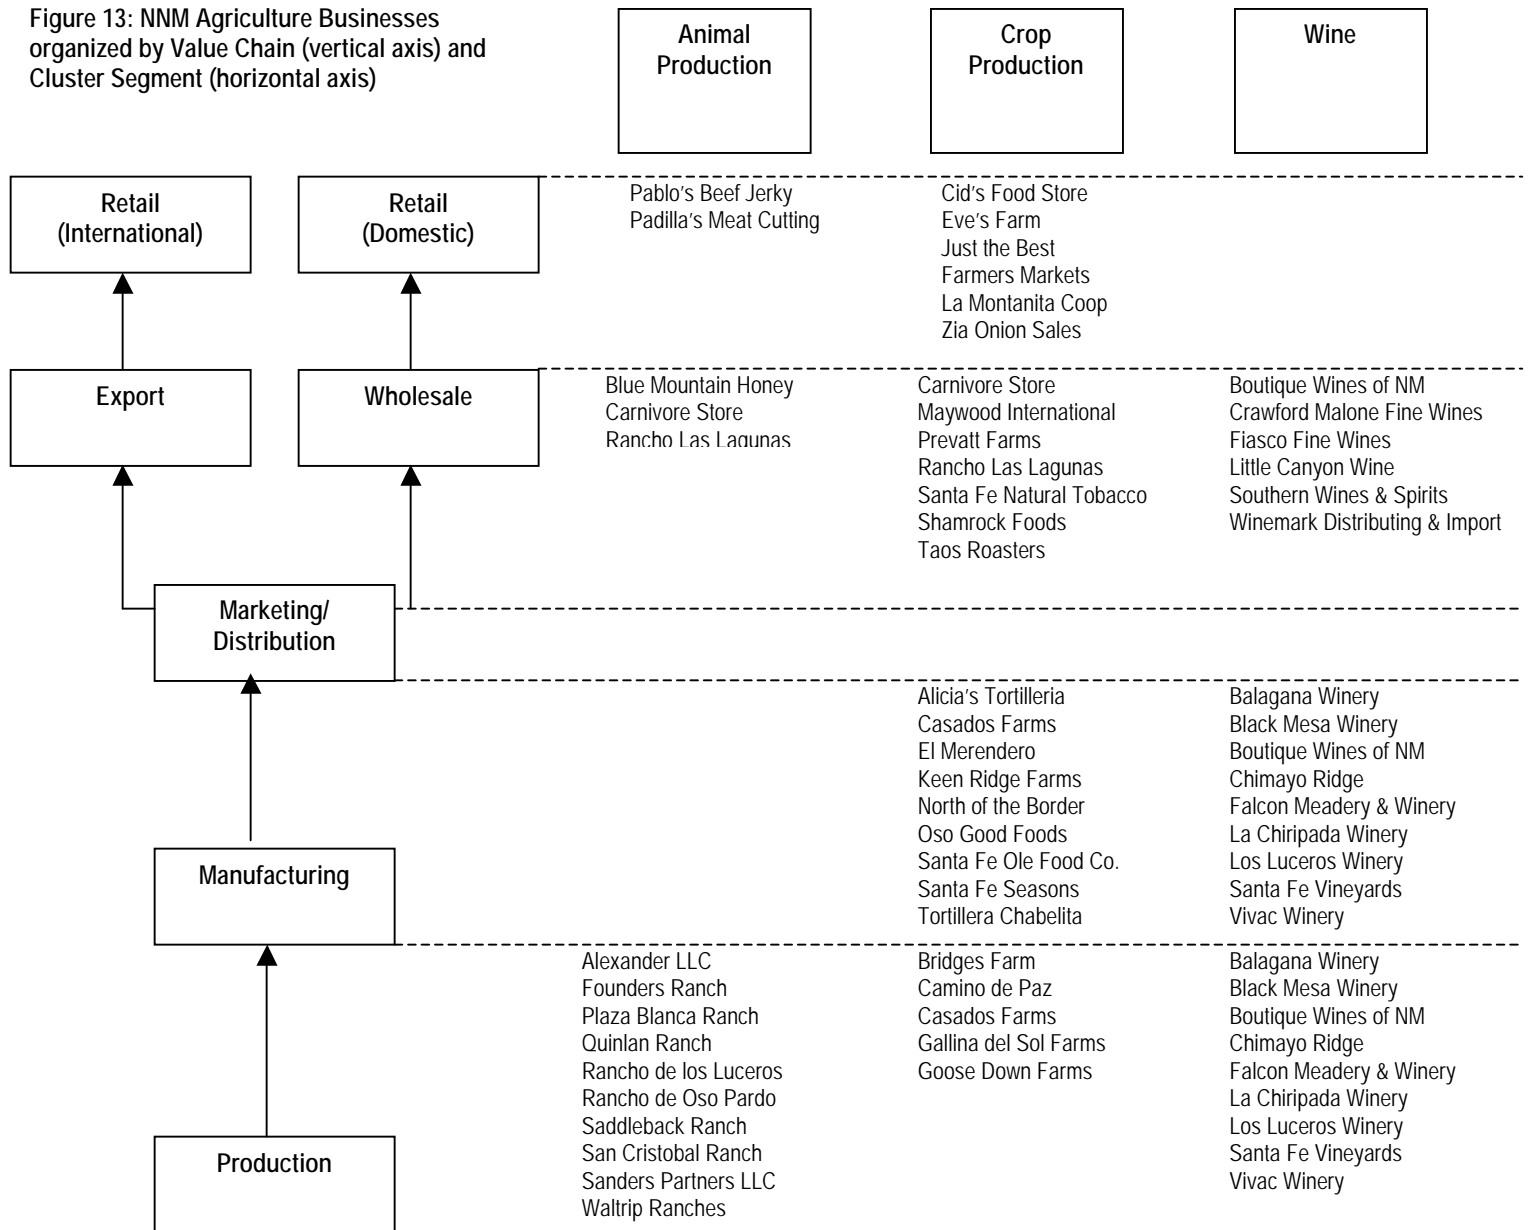 Figure 13: NNM Agriculture Businesses
organized by Value Chain (vertical axis) and
Cluster Segment (horizontal axis)
Animal
Production
Crop
Production
Wine
Retail
(International)
Retail
(Domestic)
Pablo's Beef Jerky
Padilla's Meat Cutting
Cid's Food Store
Eve's Farm
Just the Best
Farmers Markets
La Montanita Coop
Zia Onion Sales
Export
Wholesale
Blue Mountain Honey
Carnivore Store
Rancho Las Lagunas
Carnivore Store
Maywood International
Prevatt Farms
Rancho Las Lagunas
Santa Fe Natural Tobacco
Shamrock Foods
Taos Roasters
Boutique Wines of NM
Crawford Malone Fine Wines
Fiasco Fine Wines
Little Canyon Wine
Southern Wines & Spirits
Winemark Distributing & Import
Marketing/
Distribution
Manufacturing
Alicia's Tortilleria
Casados Farms
El Merendero
Keen Ridge Farms
North of the Border
Oso Good Foods
Santa Fe Ole Food Co.
Santa Fe Seasons
Tortillera Chabelita
Balagana Winery
Black Mesa Winery
Boutique Wines of NM
Chimayo Ridge
Falcon Meadery & Winery
La Chiripada Winery
Los Luceros Winery
Santa Fe Vineyards
Vivac Winery
Production
Alexander LLC
Founders Ranch
Plaza Blanca Ranch
Quinlan Ranch
Rancho de los Luceros
Rancho de Oso Pardo
Saddleback Ranch
San Cristobal Ranch
Sanders Partners LLC
Waltrip Ranches
Bridges Farm
Camino de Paz
Casados Farms
Gallina del Sol Farms
Goose Down Farms
Balagana Winery
Black Mesa Winery
Boutique Wines of NM
Chimayo Ridge
Falcon Meadery & Winery
La Chiripada Winery
Los Luceros Winery
Santa Fe Vineyards
Vivac Winery